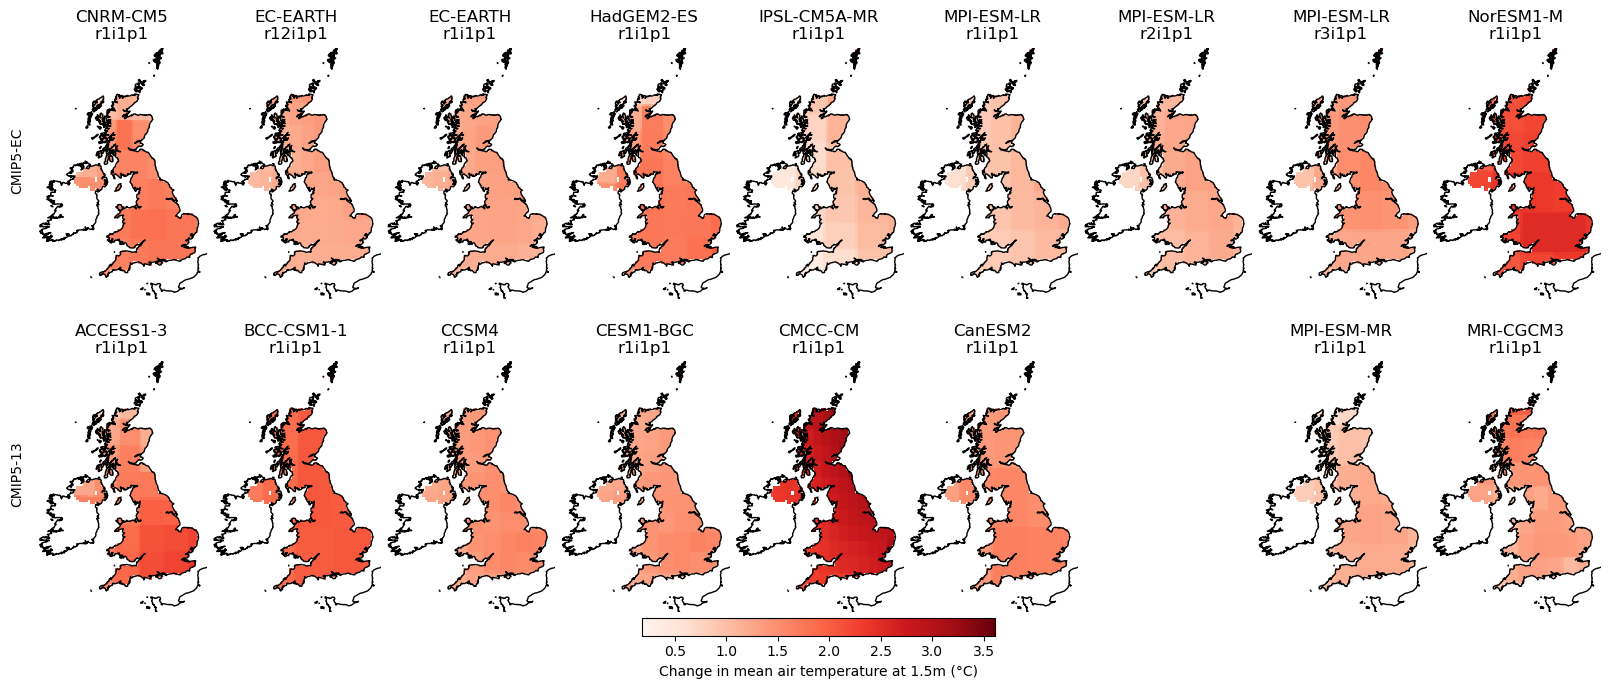 CNRM-CM5
r1i1p1
EC-EARTH
r12i1p1
EC-EARTH
r1i1p1
HadGEM2-ES
r1i1p1
IPSL-CM5A-MR
r1i1p1
MPI-ESM-LR
r1i1p1
MPI-ESM-LR
r2i1p1
MPI-ESM-LR
r3i1p1
NorESM1-M
r1i1p1
CMIP5-EC
ACCESS1-3
r1i1p1
BCC-CSM1-1
r1i1p1
CCSM4
r1i1p1
CESM1-BGC
r1i1p1
CMCC-CM
r1i1p1
CanESM2
r1i1p1
MPI-ESM-MR
r1i1p1
MRI-CGCM3
r1i1p1
CMIP5-13
0.5 1.0 1.5 2.0 2.5 3.0 3.5
Change in mean air temperature at 1.5m (°C)